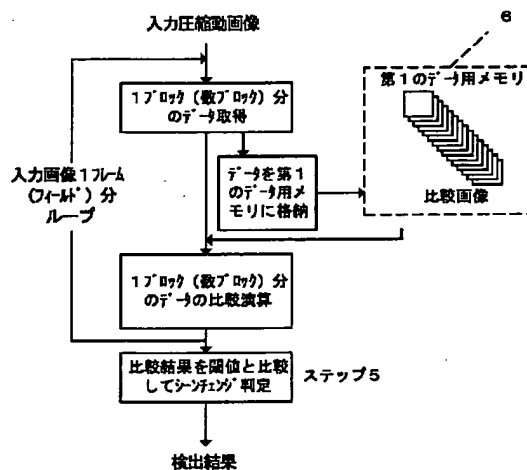 入力圧縮動画像
6
第1のデータ用メモリ
1ブロック（数ブロック）分
のデータ取得
入力画像1フレーム
（フィールド）分
ループ
データを第1
のデータ用メ
モリに格納
比較画像
1ブロック（数ブロック）分
のデータの比較演算
比較結果を閾値と比較
してシーンチェンジ判定
ステップ5
検出結果